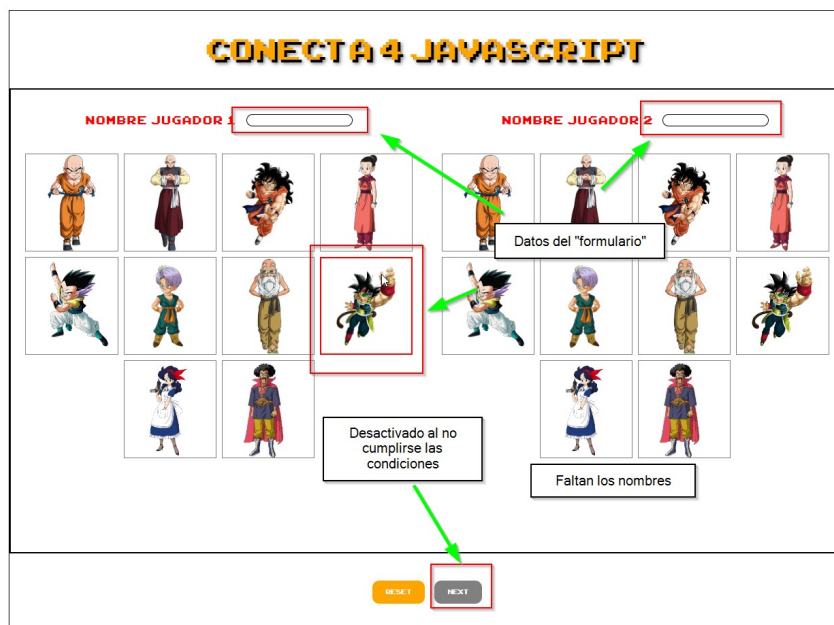 CONECTA 4 JAVASCRIPT
NOMBRE JUGADOR 1
NOMBRE JUGADOR 2
Datos del "formulario"
Desactivado al no
cumplirse las
condiciones
Faltan los nombres
RESET
NEXT